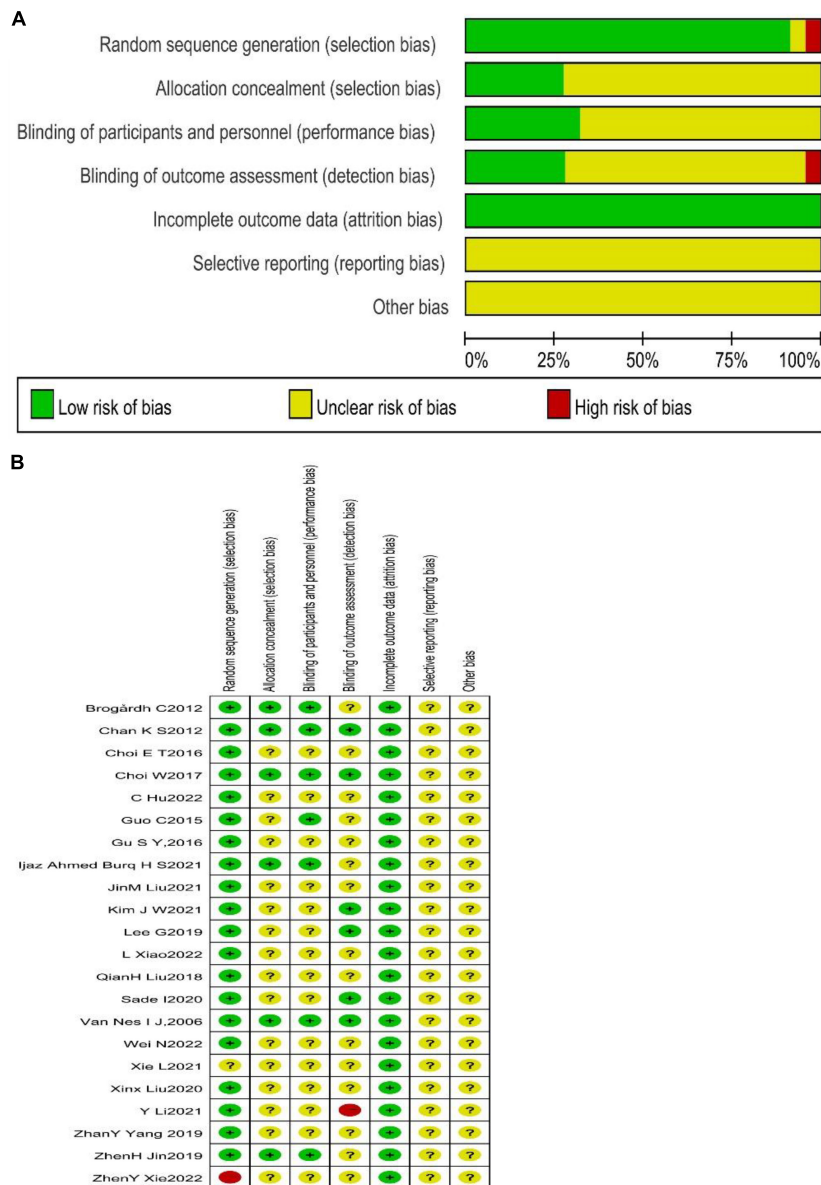 A
Random sequence generation (selection bias)
Allocation concealment (selection bias)
Blinding of participants and personnel (performance bias)
Blinding of outcome assessment (detection bias)
Incomplete outcome data (attrition bias)
Selective reporting (reporting bias)
Other bias
0% 25% 50% 75% 100%
Low risk of bias Unclear risk of bias High risk of bias
B
Random sequence generation (selection bias)
Allocation concealment (selection bias)
Blinding of participants and personnel (performance bias)
Blinding of outcome assessment (detection bias)
Incomplete outcome data (attrition bias)
Selective reporting (reporting bias)
Other bias
Brogårdh C2012 + + + ? + ? ?
Chan K S2012 + + + + + ? ?
Choi E T2016 + ? ? ? + ? ?
Choi W2017 + + + + + ? ?
C Hu2022 + ? ? ? + ? ?
Guo C2015 + ? + ? + ? ?
Gu S Y,2016 + ? ? ? + ? ?
Ijaz Ahmed Burq H S2021 + + + ? + ? ?
JinM Liu2021 + ? ? ? + ? ?
Kim J W2021 + ? ? + + ? ?
Lee G2019 + ? ? + + ? ?
L Xiao2022 + ? ? ? + ? ?
QianH Liu2018 + ? ? ? + ? ?
Sade I2020 + ? ? + + ? ?
Van Nes I J,2006 + + + + + ? ?
Wei N2022 + ? ? ? + ? ?
Xie L2021 ? ? ? ? + ? ?
Xinx Liu2020 + ? ? ? + ? ?
Y Li2021 + ? ? + ? ?
ZhanY Yang 2019 + ? ? ? + ? ?
ZhenH Jin2019 + + + ? + ? ?
ZhenY Xie2022 ? ? ? + ? ?